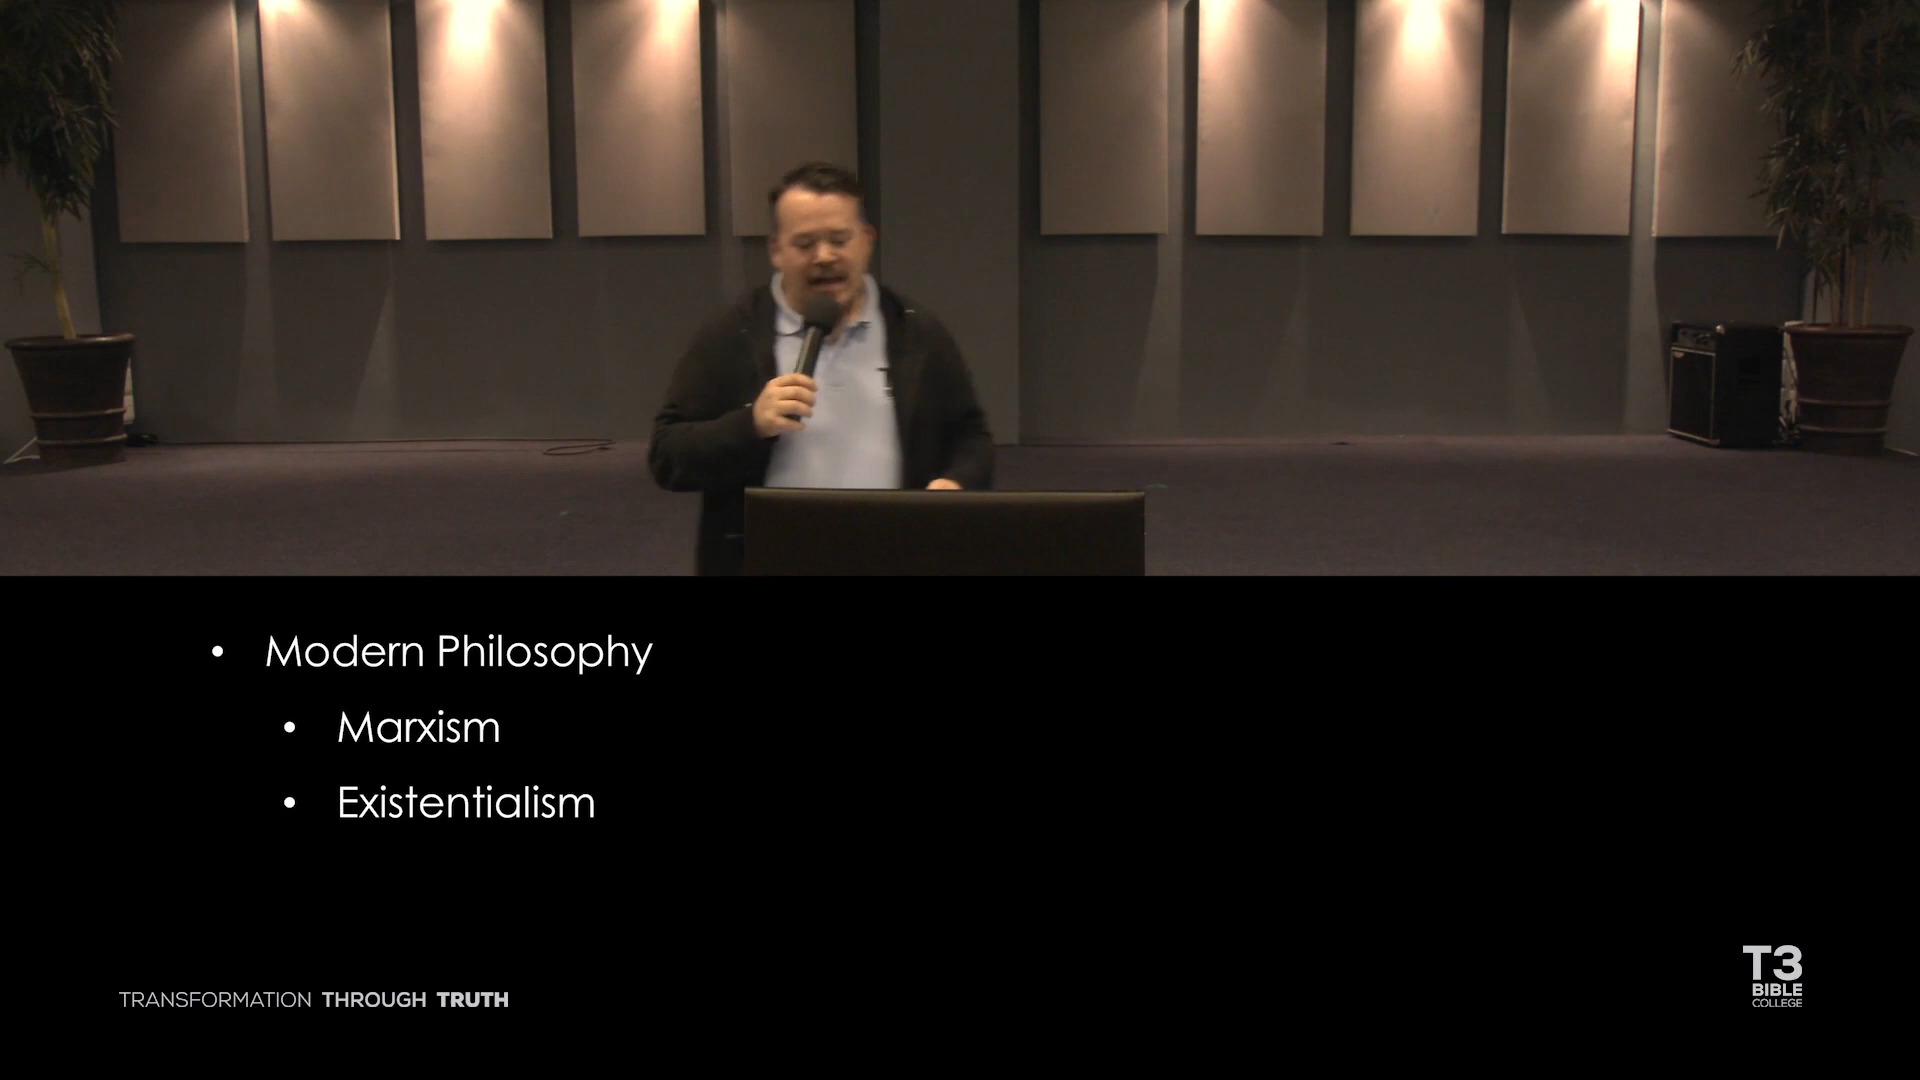 • Modern Philosophy
• Marxism
• Existentialism
TRANSFORMATION THROUGH TRUTH
T3
BIBLE
COLLEGE